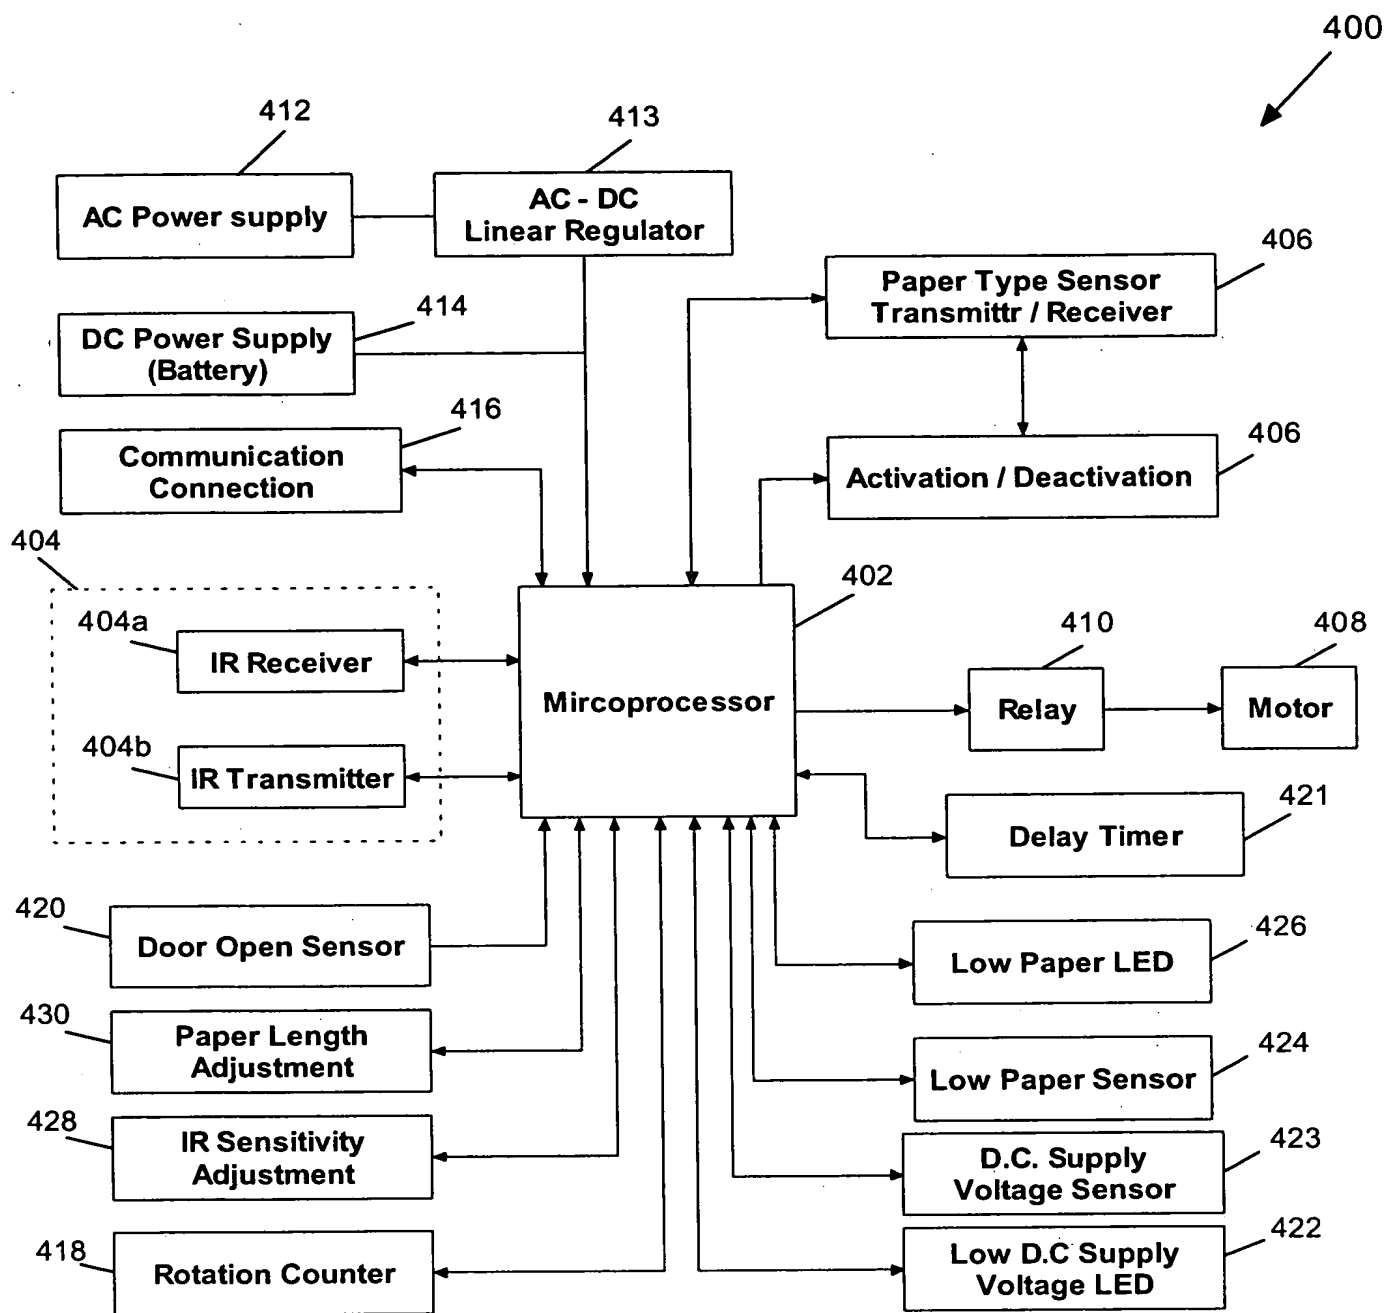 400
412
413
AC Power supply
AC - DC
Linear Regulator
406
Paper Type Sensor
Transmittr / Receiver
414
DC Power Supply
(Battery)
416
Communication
Connection
406
Activation / Deactivation
404
402
404a
IR Receiver
410
408
Mircoprocessor
Relay
Motor
404b
IR Transmitter
421
Delay Timer
420
Door Open Sensor
426
Low Paper LED
430
Paper Length
Adjustment
424
Low Paper Sensor
428
IR Sensitivity
Adjustment
423
D.C. Supply
Voltage Sensor
418
Rotation Counter
422
Low D.C Supply
Voltage LED